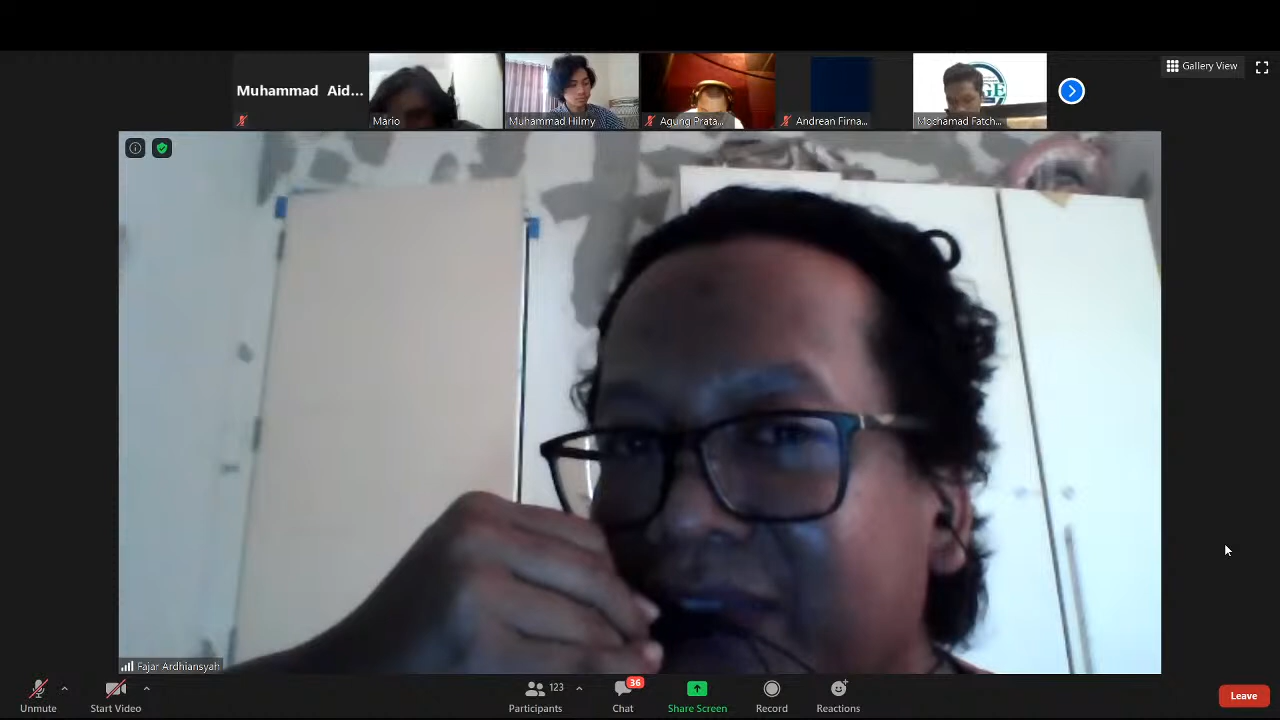 Gallery View
Muhammad Aid...
Mario
Muhammad Hilmy
Agung Prata...
Andrean Firna...
Mochamad Fatch...
GE
Fajar Ardhiansyah
Unmute
Start Video
123
Participants
36
Chat
Share Screen
Record
Reactions
Leave